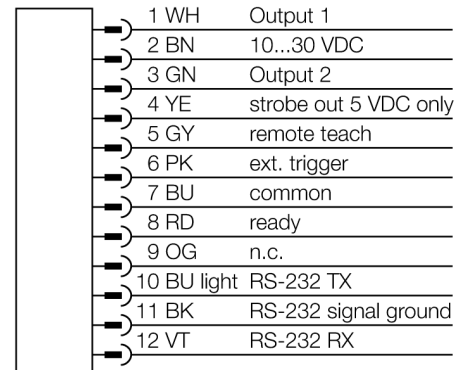 1 WH Output 1
2 BN 10...30 VDC
3 GN Output 2
4 YE strobe out 5 VDC only
5 GY remote teach
6 PK ext. trigger
7 BU common
8 RD ready
9 OG n.c.
10 BU light RS-232 TX
11 BK RS-232 signal ground
12 VT RS-232 RX